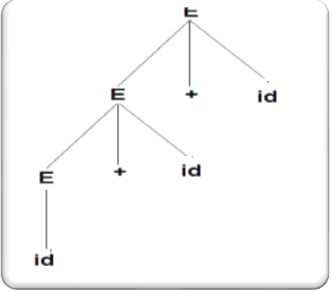 E
E + id
E + id
id